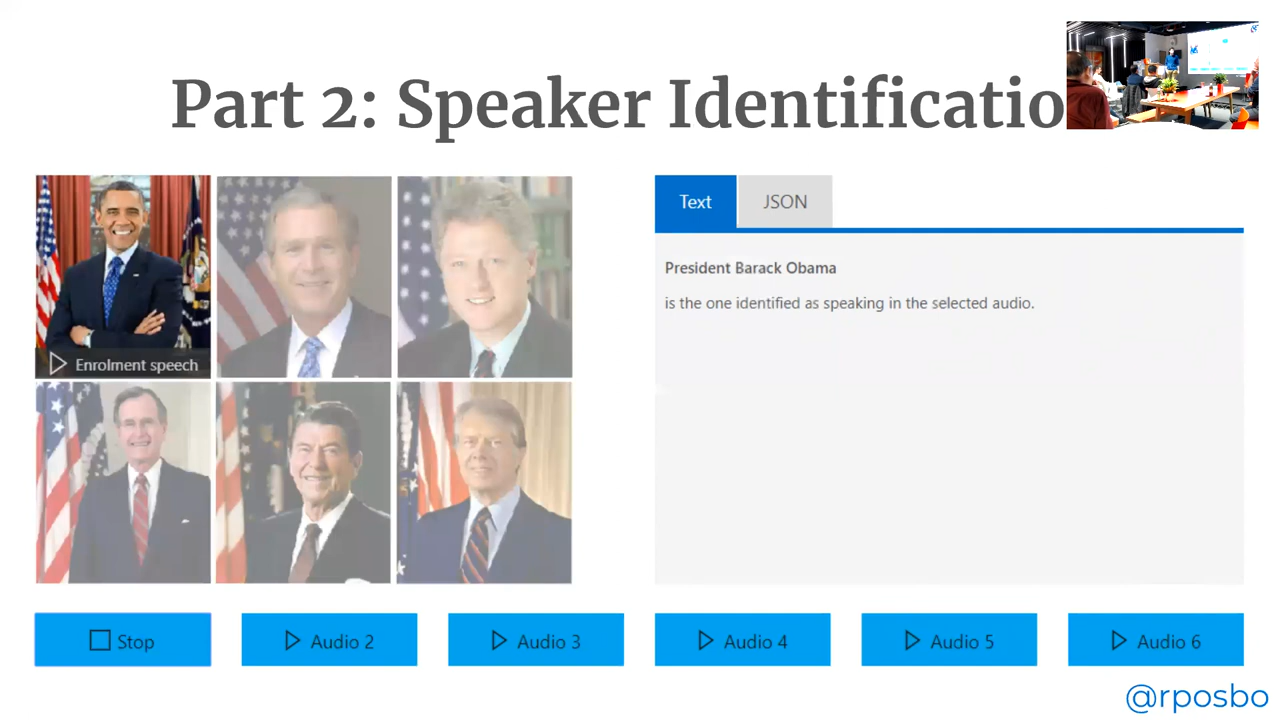 Part 2: Speaker Identificatio
Text
JSON
President Barack Obama
is the one identified as speaking in the selected audio.
Enrolment speech
Stop
Audio 2
Audio 3
Audio 4
Audio 5
Audio 6
@rposbo